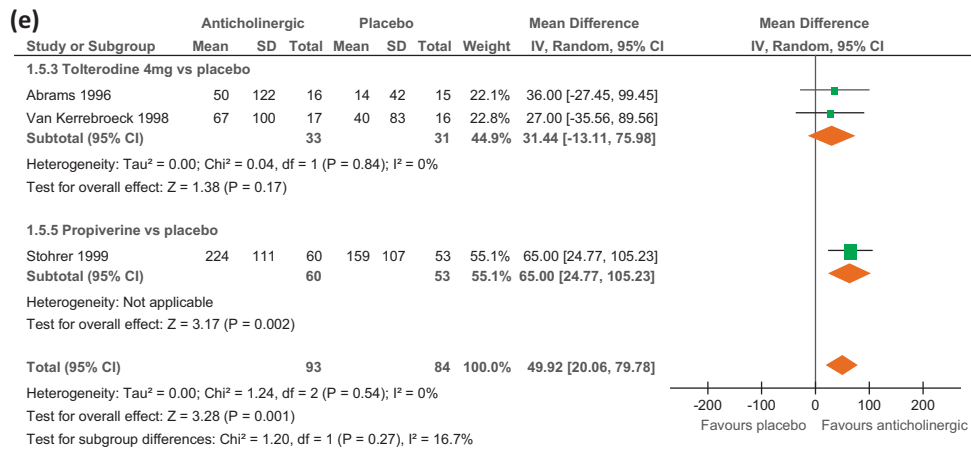 (e)
Anticholinergic Placebo Mean Difference Mean Difference
Study or Subgroup Mean SD Total Mean SD Total Weight IV, Random, 95% CI IV, Random, 95% CI
1.5.3 Tolterodine 4mg vs placebo
Abrams 1996 50 122 16 14 42 15 22.1% 36.00 [-27.45, 99.45]
Van Kerrebroeck 1998 67 100 17 40 83 16 22.8% 27.00 [-35.56, 89.56]
Subtotal (95% CI) 33 31 44.9% 31.44 [-13.11, 75.98]
Heterogeneity: Tau² = 0.00; Chi² = 0.04, df = 1 (P = 0.84); I² = 0%
Test for overall effect: Z = 1.38 (P = 0.17)
1.5.5 Propiverine vs placebo
Stohrer 1999 224 111 60 159 107 53 55.1% 65.00 [24.77, 105.23]
Subtotal (95% CI) 60 53 55.1% 65.00 [24.77, 105.23]
Heterogeneity: Not applicable
Test for overall effect: Z = 3.17 (P = 0.002)
Total (95% CI) 93 84 100.0% 49.92 [20.06, 79.78]
Heterogeneity: Tau² = 0.00; Chi² = 1.24, df = 2 (P = 0.54); I² = 0%
Test for overall effect: Z = 3.28 (P = 0.001)
Test for subgroup differences: Chi² = 1.20, df = 1 (P = 0.27), I² = 16.7%
-200 -100 0 100 200
Favours placebo Favours anticholinergic